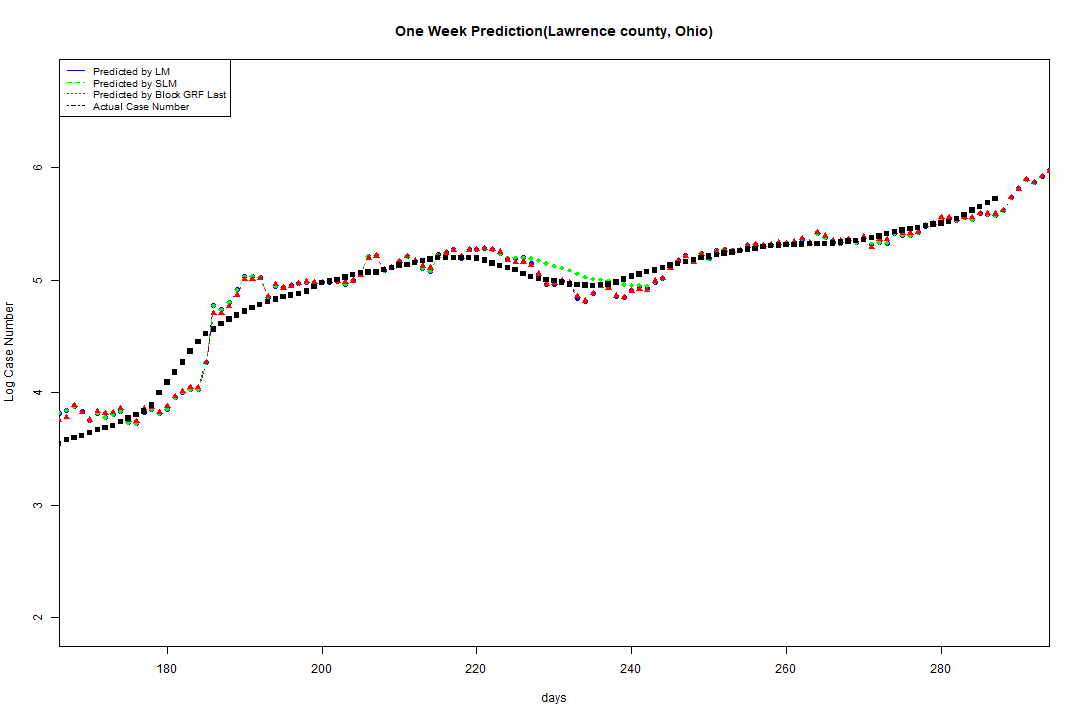 One Week Prediction(Lawrence county, Ohio)
Predicted by LM
Predicted by SLM
Predicted by Block GRF Last
Actual Case Number
6
5
4
3
2
Log Case Number
180 200 220 240 260 280
days